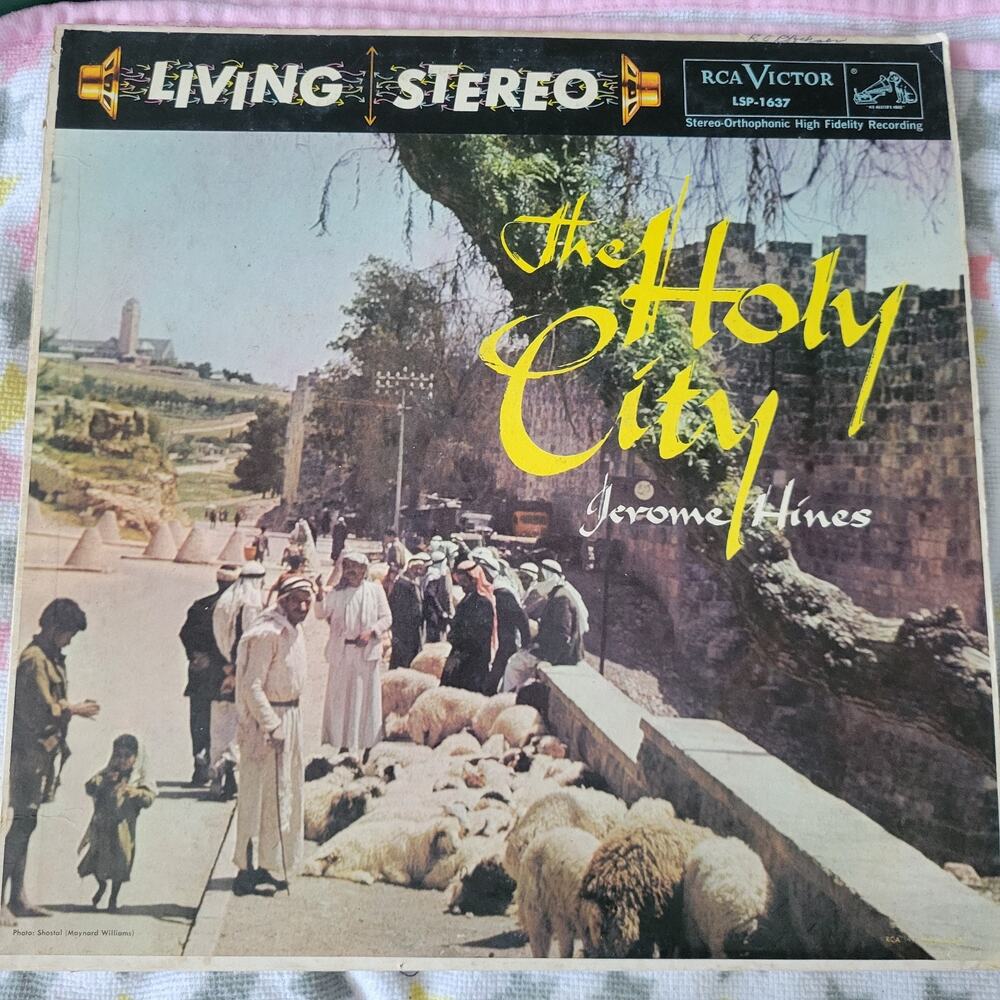 LIVING STEREO
RCA VICTOR
LSP-1637
"HIS MASTER'S VOICE"
Stereo-Orthophonic High Fidelity Recording
The Holy
City
Jerome Hines
Photo: Shostal (Maynard Williams)
RCA